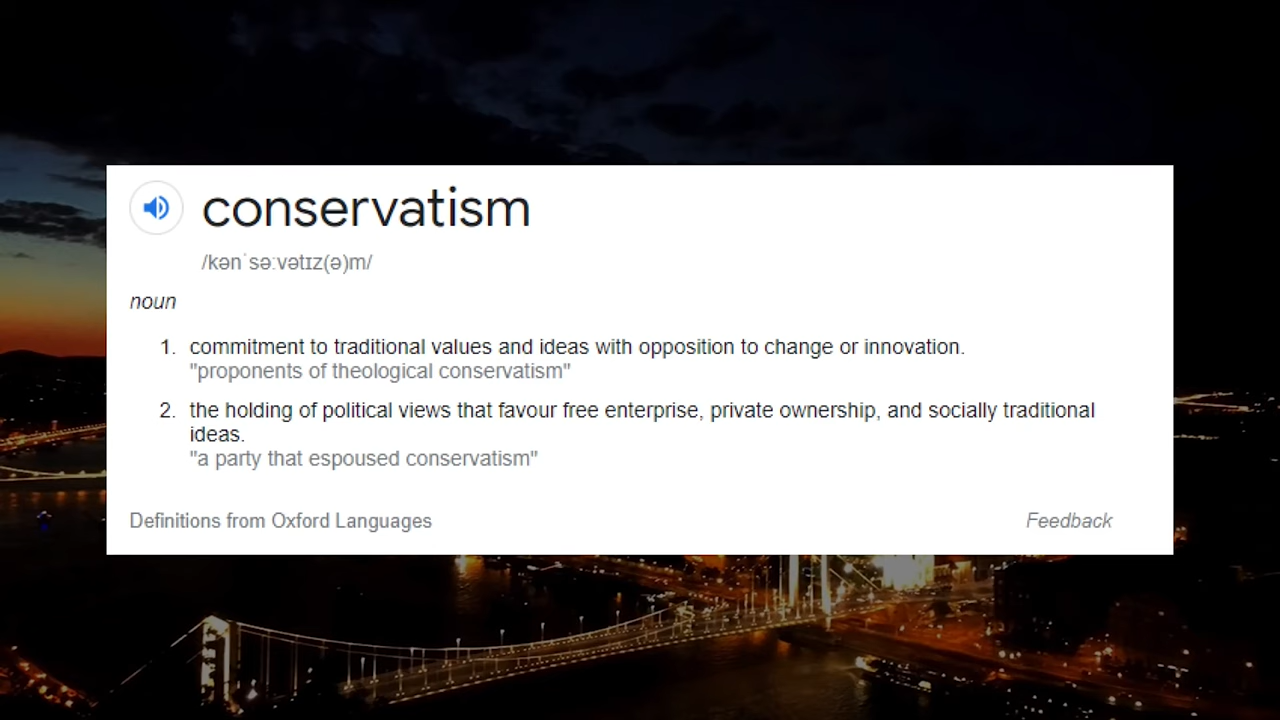 conservatism
/kənˈsəːvətɪz(ə)m/
noun
1. commitment to traditional values and ideas with opposition to change or innovation.
"proponents of theological conservatism"
2. the holding of political views that favour free enterprise, private ownership, and socially traditional
ideas.
"a party that espoused conservatism"
Definitions from Oxford Languages
Feedback